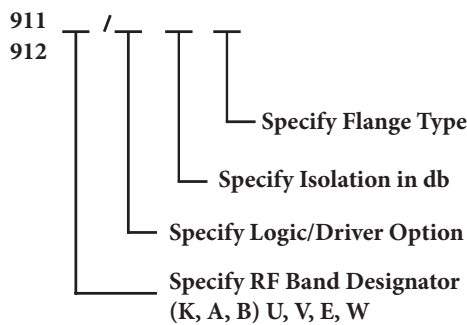 911
912
/
Specify Flange Type
Specify Isolation in db
Specify Logic/Driver Option
Specify RF Band Designator
(K, A, B) U, V, E, W